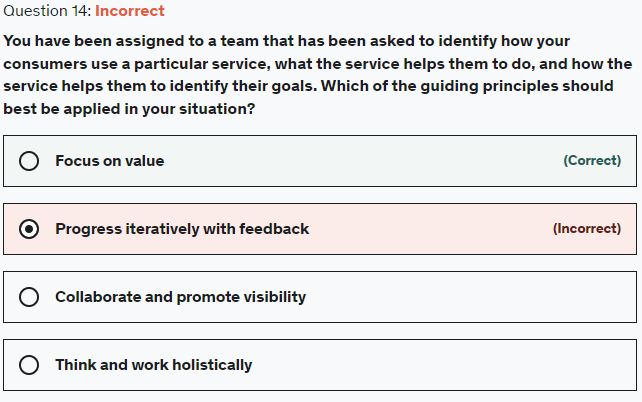 Question 14: Incorrect
You have been assigned to a team that has been asked to identify how your
consumers use a particular service, what the service helps them to do, and how the
service helps them to identify their goals. Which of the guiding principles should
best be applied in your situation?
Focus on value (Correct)
Progress iteratively with feedback (Incorrect)
Collaborate and promote visibility
Think and work holistically